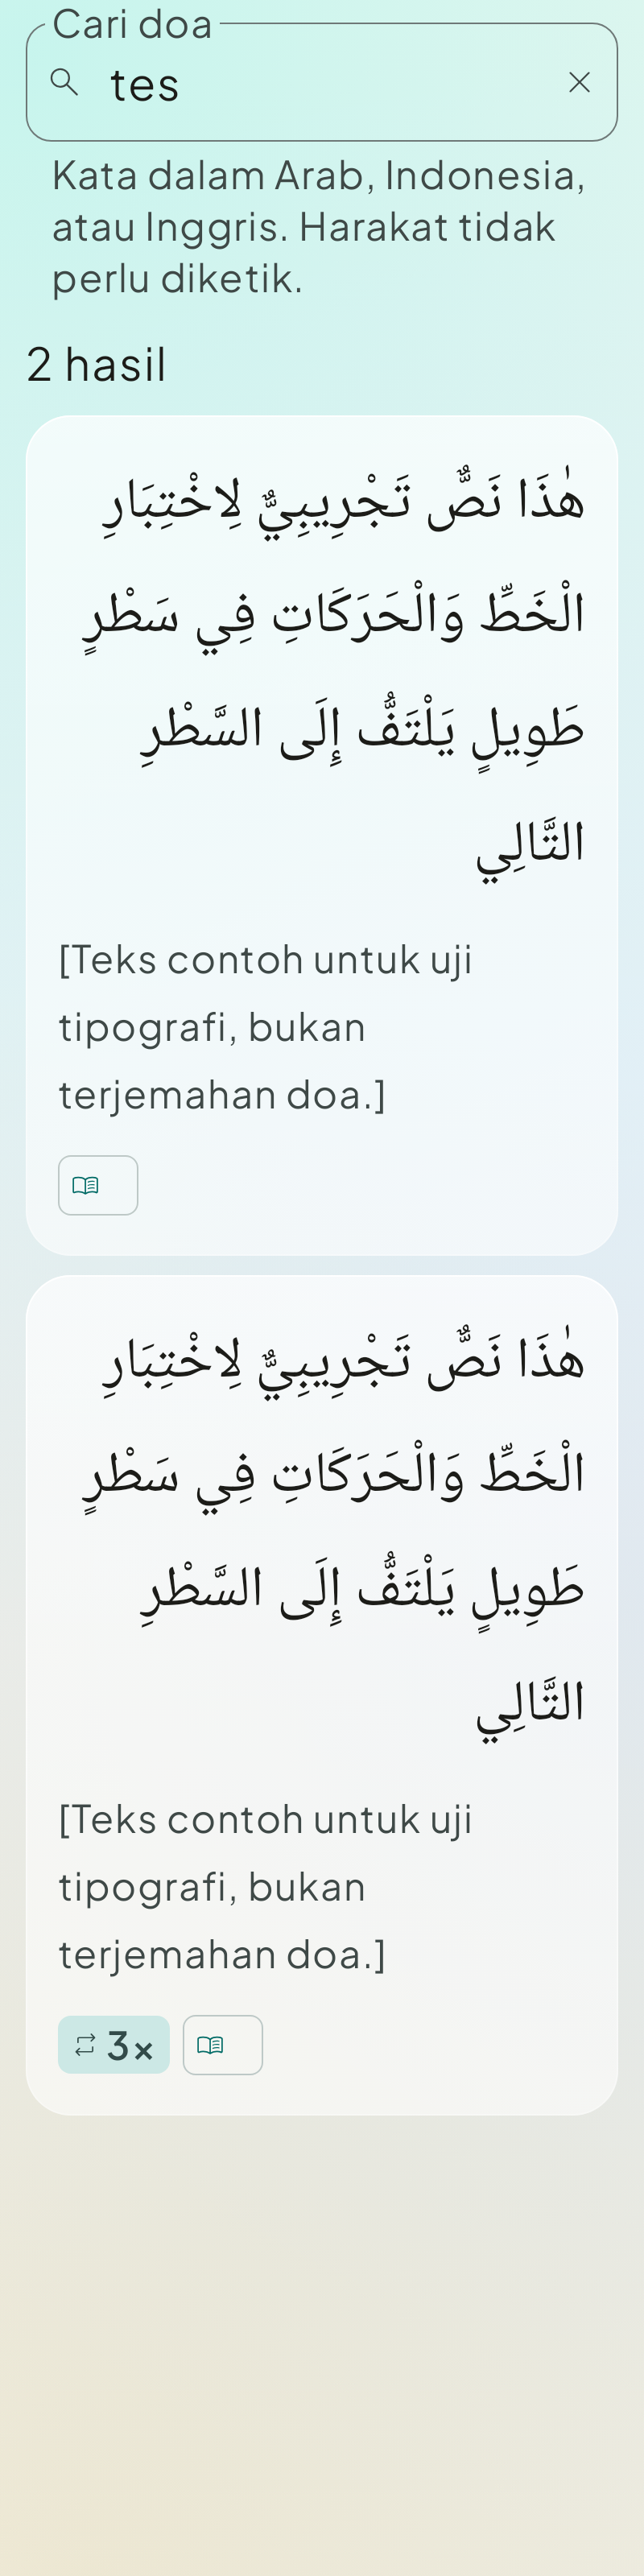 Cari doa
tes
Kata dalam Arab, Indonesia,
atau Inggris. Harakat tidak
perlu diketik.
2 hasil
هٰذَا نَصٌّ تَجْرِيبِيٌّ لِاخْتِبَارِ
الْخَطِّ وَالْحَرَكَاتِ فِي سَطْرٍ
طَوِيلٍ يَلْتَفُّ إِلَى السَّطْرِ
التَّالِي
[Teks contoh untuk uji
tipografi, bukan
terjemahan doa.]
هٰذَا نَصٌّ تَجْرِيبِيٌّ لِاخْتِبَارِ
الْخَطِّ وَالْحَرَكَاتِ فِي سَطْرٍ
طَوِيلٍ يَلْتَفُّ إِلَى السَّطْرِ
التَّالِي
[Teks contoh untuk uji
tipografi, bukan
terjemahan doa.]
3×